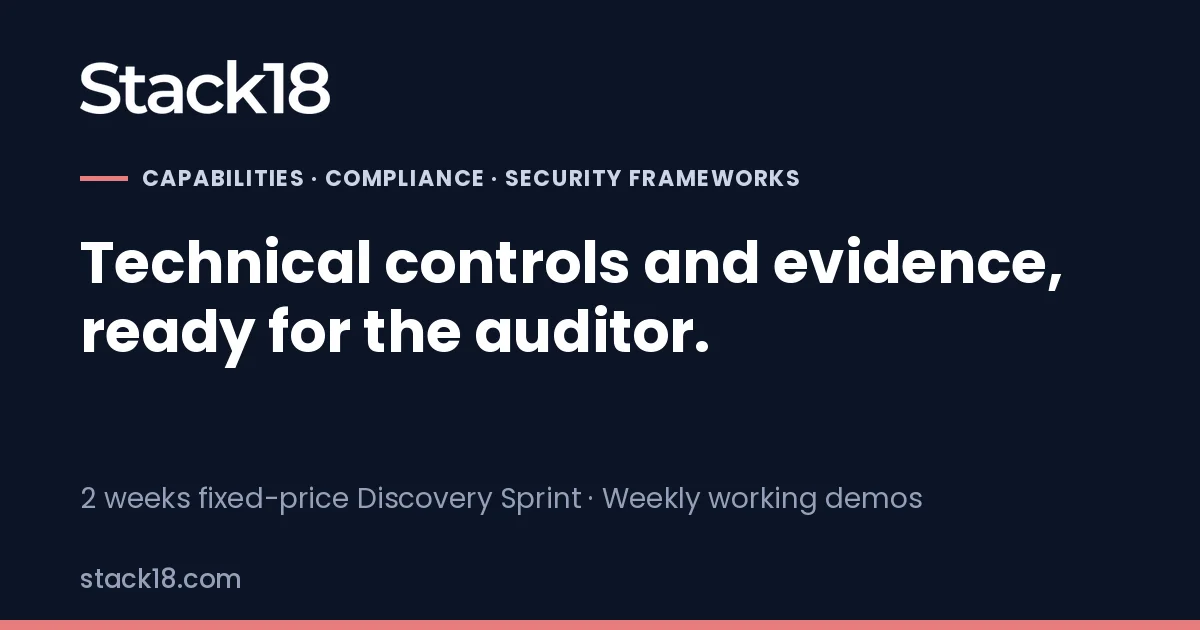 Stack18
CAPABILITIES · COMPLIANCE · SECURITY FRAMEWORKS
Technical controls and evidence,
ready for the auditor.
2 weeks fixed-price Discovery Sprint · Weekly working demos
stack18.com